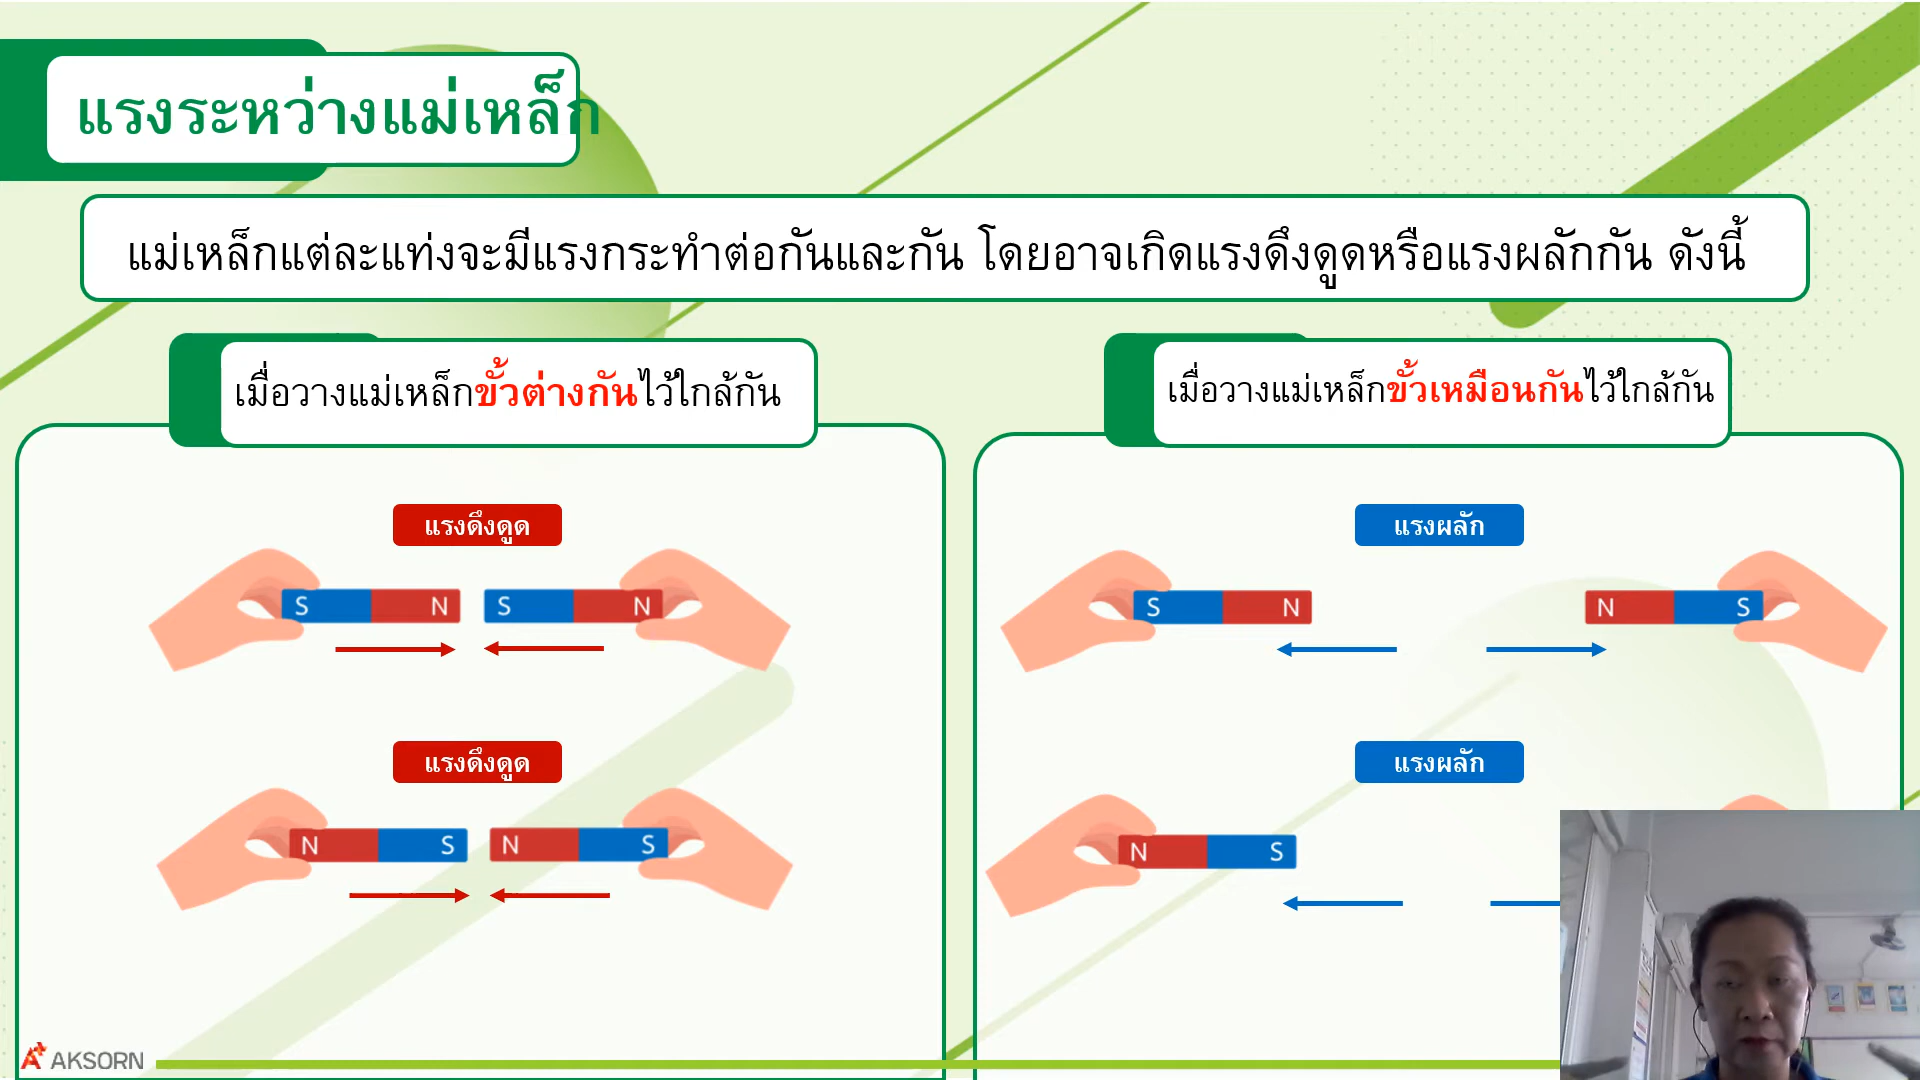 แรงระหว่างแม่เหล็ก
แม่เหล็กแต่ละแท่งจะมีแรงกระทำต่อกันและกัน โดยอาจเกิดแรงดึงดูดหรือแรงผลักกัน ดังนี้
เมื่อวางแม่เหล็กขั้วต่างกันไว้ใกล้กัน
แรงดึงดูด
S N S N
แรงดึงดูด
N S N S
เมื่อวางแม่เหล็กขั้วเหมือนกันไว้ใกล้กัน
แรงผลัก
S N N S
แรงผลัก
N S
AKSORN